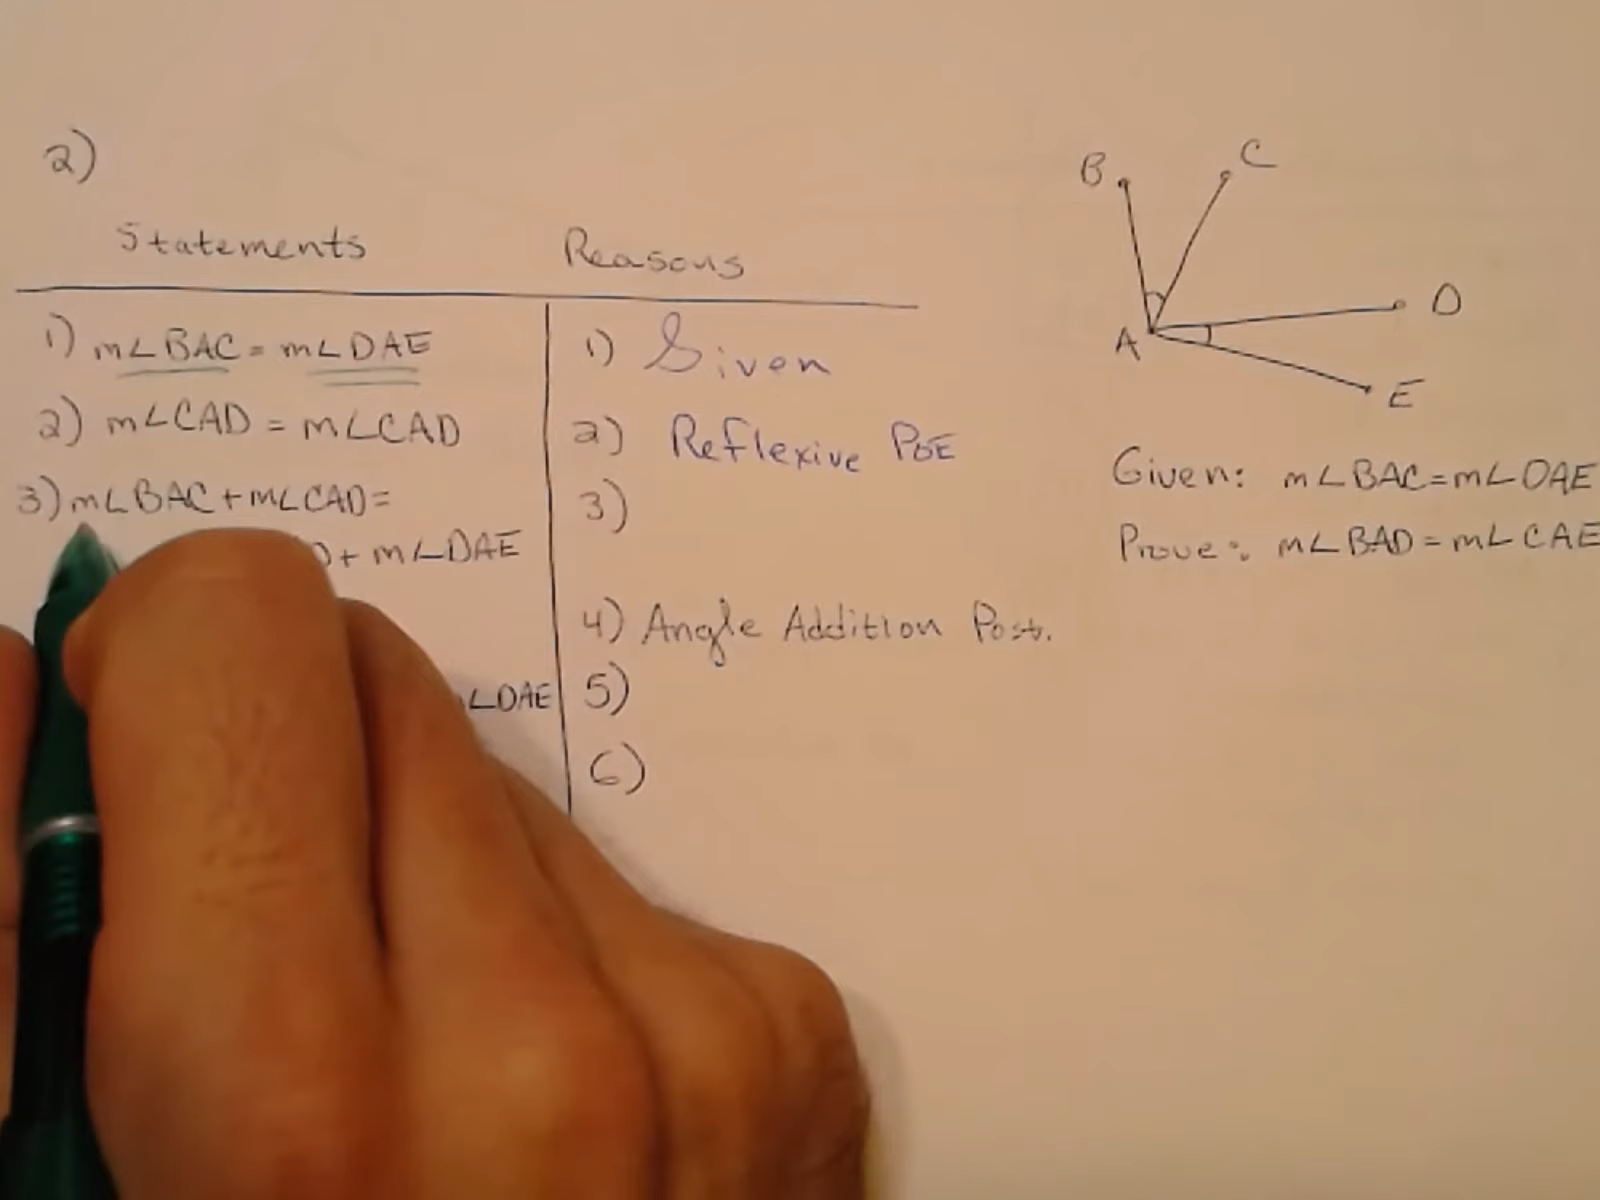 2)
Statements
Reasons
1) m∠BAC = m∠DAE
1) Given
2) m∠CAD = m∠CAD
2) Reflexive PoE
3) m∠BAC + m∠CAD =
+ m∠DAE
3)
4) Angle Addition Post.
∠DAE
5)
6)
B
C
D
A
E
Given: m∠BAC = m∠DAE
Prove: m∠BAD = m∠CAE